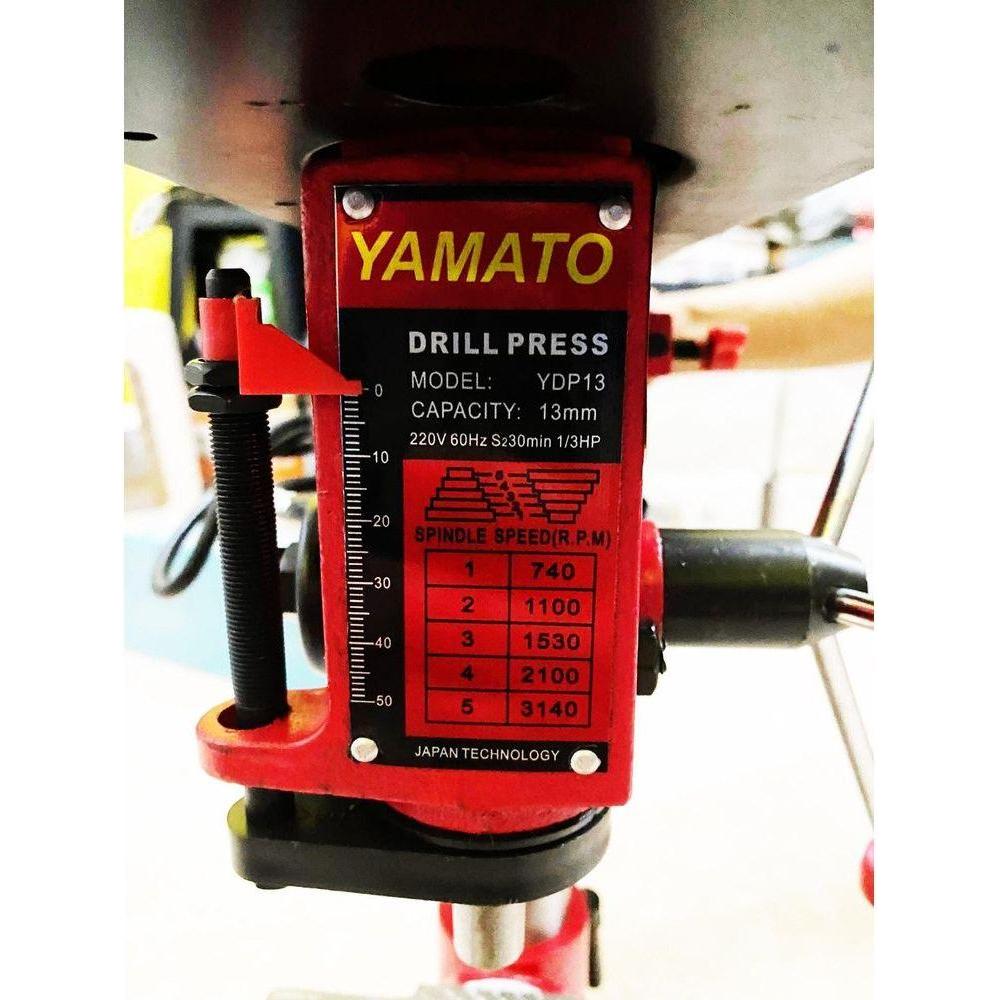 YAMATO
DRILL PRESS
MODEL: YDP13
CAPACITY: 13mm
220V 60Hz S₂30min 1/3HP
0
10
20
30
40
50
SPINDLE SPEED(R.P.M)
1 740
2 1100
3 1530
4 2100
5 3140
JAPAN TECHNOLOGY